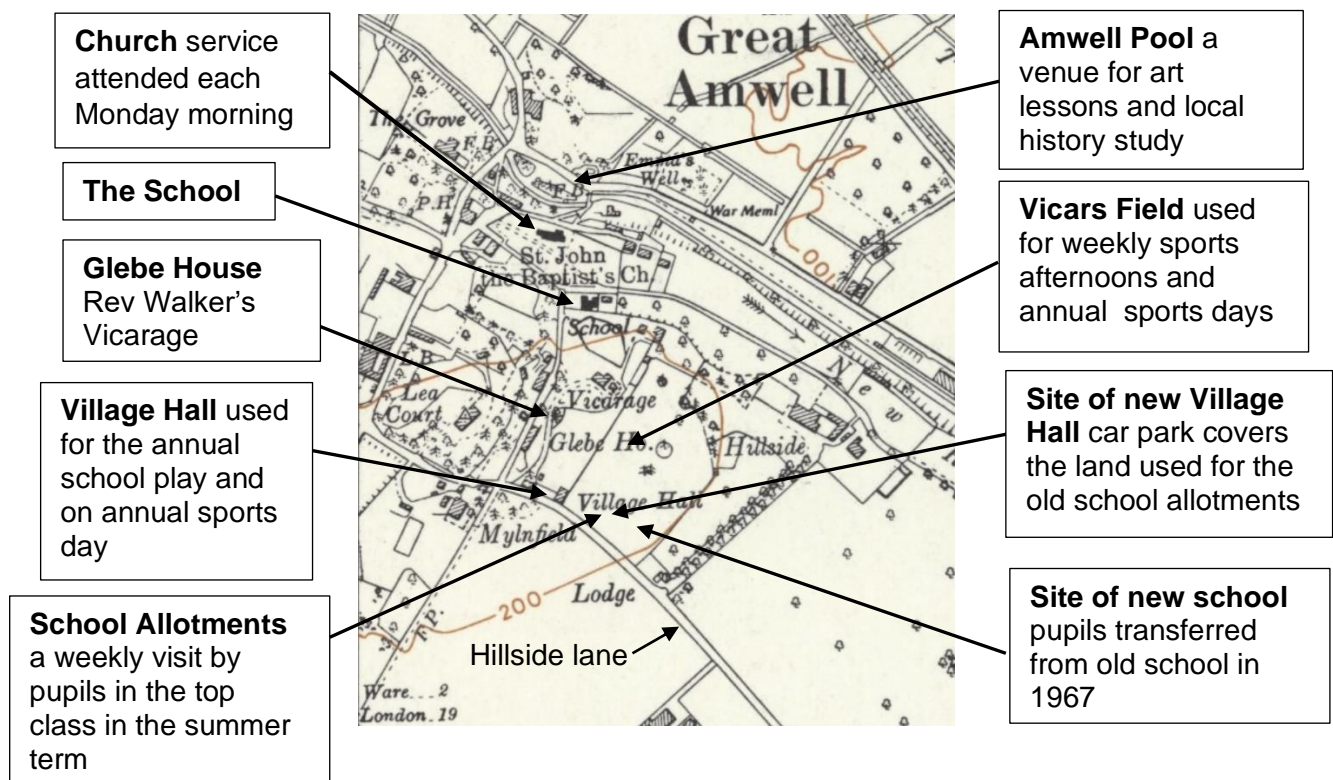 Church service
attended each
Monday morning
The School
Glebe House
Rev Walker's
Vicarage
Village Hall used
for the annual
school play and
on annual sports
day
School Allotments
a weekly visit by
pupils in the top
class in the summer
term
Great
Amwell
The Grove
F.B.
Emma's
Well
F.B.
P.H.
War Meml
St. John
the Baptist's Ch.
100
School
L.B.
Lea
Court
Vicarage
Glebe Ho.
Hillside
New
Village Hall
Mylnfield
200
Lodge
F.P.
Hillside lane
Ware...2
London.19
Amwell Pool a
venue for art
lessons and local
history study
Vicars Field used
for weekly sports
afternoons and
annual sports days
Site of new Village
Hall car park covers
the land used for the
old school allotments
Site of new school
pupils transferred
from old school in
1967